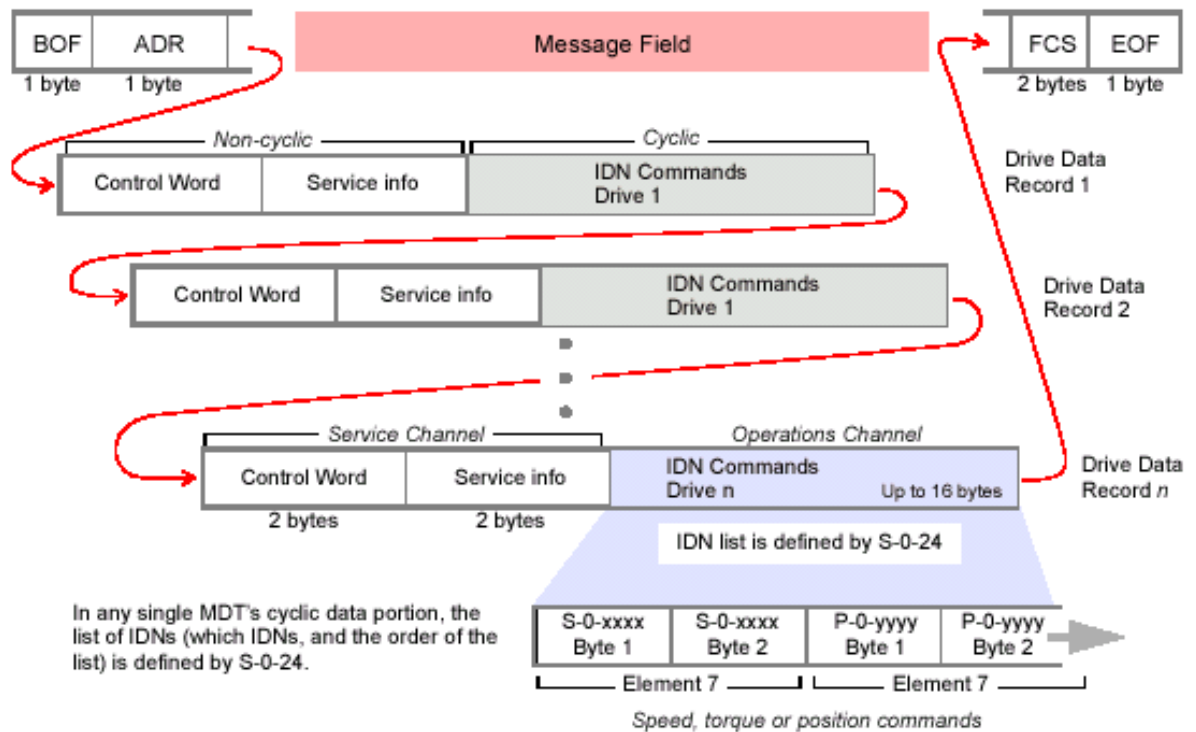 BOF ADR Message Field FCS EOF
1 byte 1 byte 2 bytes 1 byte
Non-cyclic Cyclic
Control Word Service info IDN Commands
Drive 1
Drive Data
Record 1
Control Word Service info IDN Commands
Drive 1
Drive Data
Record 2
Service Channel Operations Channel
Control Word Service info IDN Commands
Drive n Up to 16 bytes
Drive Data
Record n
2 bytes 2 bytes
IDN list is defined by S-0-24
In any single MDT's cyclic data portion, the
list of IDNs (which IDNs, and the order of the
list) is defined by S-0-24.
S-0-xxxx S-0-xxxx P-0-yyyy P-0-yyyy
Byte 1 Byte 2 Byte 1 Byte 2
Element 7 Element 7
Speed, torque or position commands